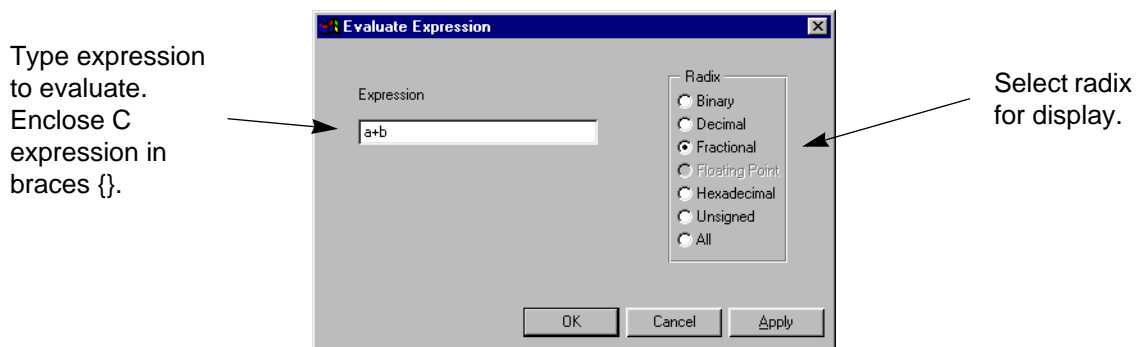 Evaluate Expression
Type expression
to evaluate.
Enclose C
expression in
braces {}.
Expression
a+b
Radix
Binary
Decimal
Fractional
Floating Point
Hexadecimal
Unsigned
All
Select radix
for display.
OK
Cancel
Apply